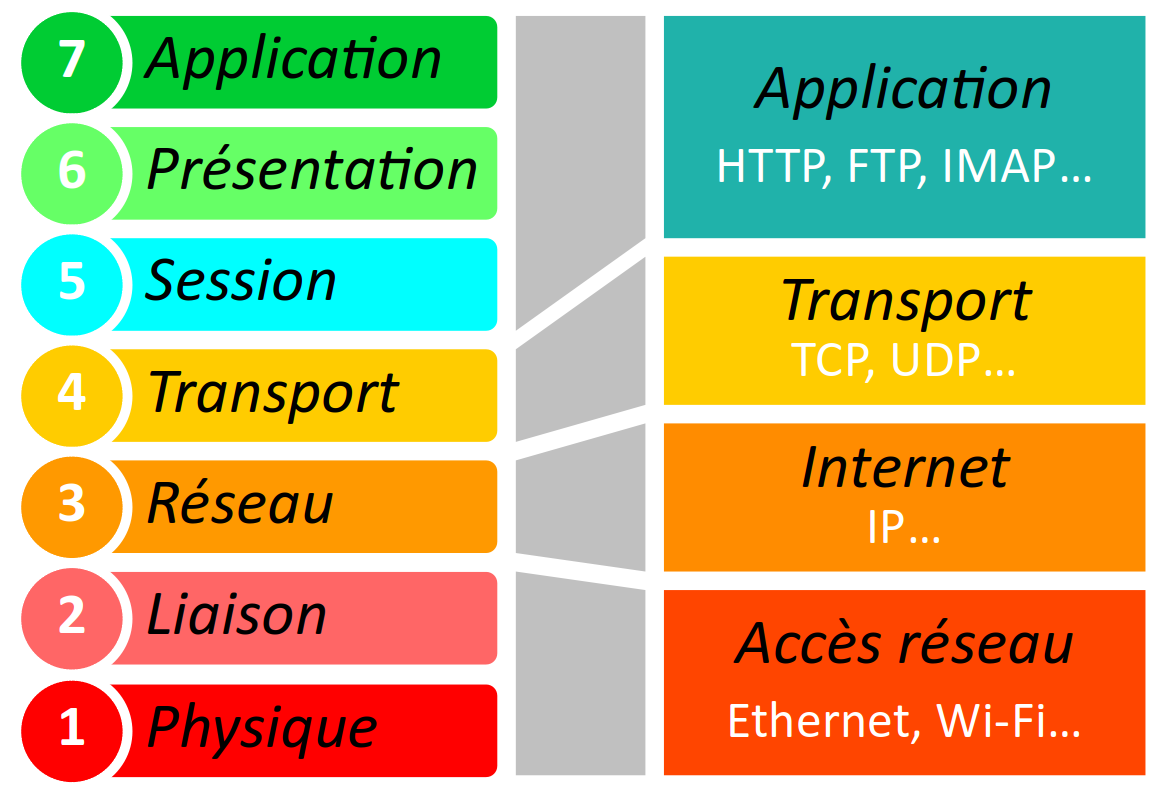 7 Application
6 Présentation
5 Session
4 Transport
3 Réseau
2 Liaison
1 Physique
Application
HTTP, FTP, IMAP...
Transport
TCP, UDP...
Internet
IP...
Accès réseau
Ethernet, Wi-Fi...